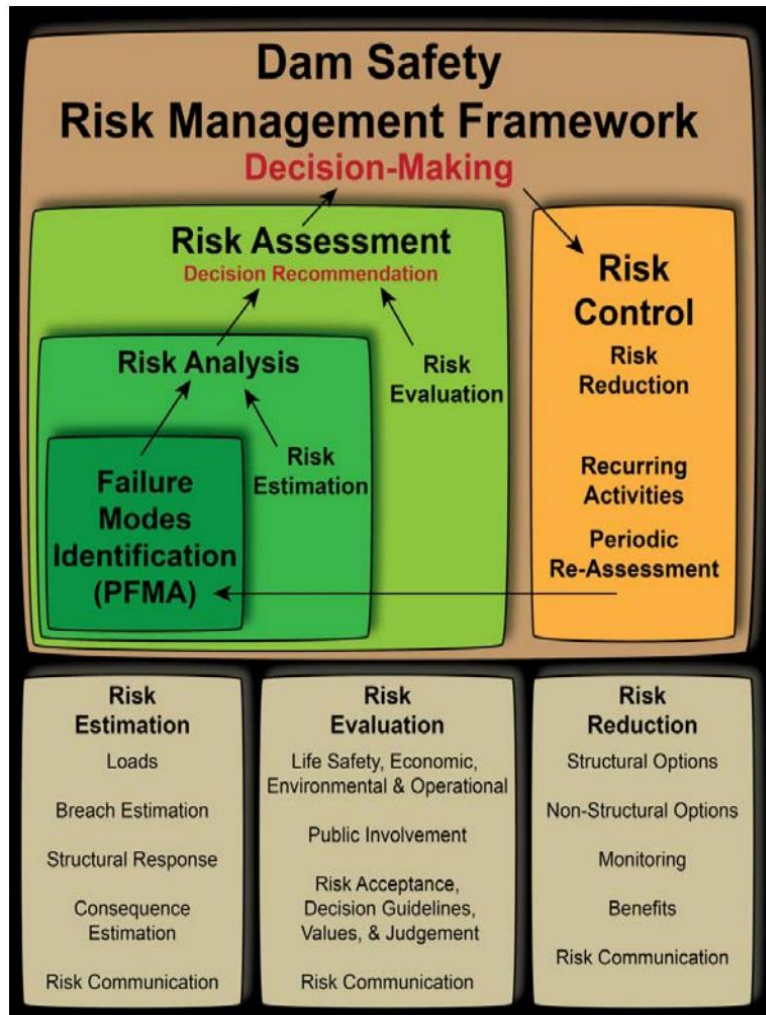 Dam Safety
Risk Management Framework
Decision-Making
Risk Assessment
Decision Recommendation
Risk Analysis
Risk
Evaluation
Risk
Estimation
Failure
Modes
Identification
(PFMA)
Risk
Control
Risk
Reduction
Recurring
Activities
Periodic
Re-Assessment
Risk
Estimation
Loads
Breach Estimation
Structural Response
Consequence
Estimation
Risk Communication
Risk
Evaluation
Life Safety, Economic,
Environmental & Operational
Public Involvement
Risk Acceptance,
Decision Guidelines,
Values, & Judgement
Risk Communication
Risk
Reduction
Structural Options
Non-Structural Options
Monitoring
Benefits
Risk Communication